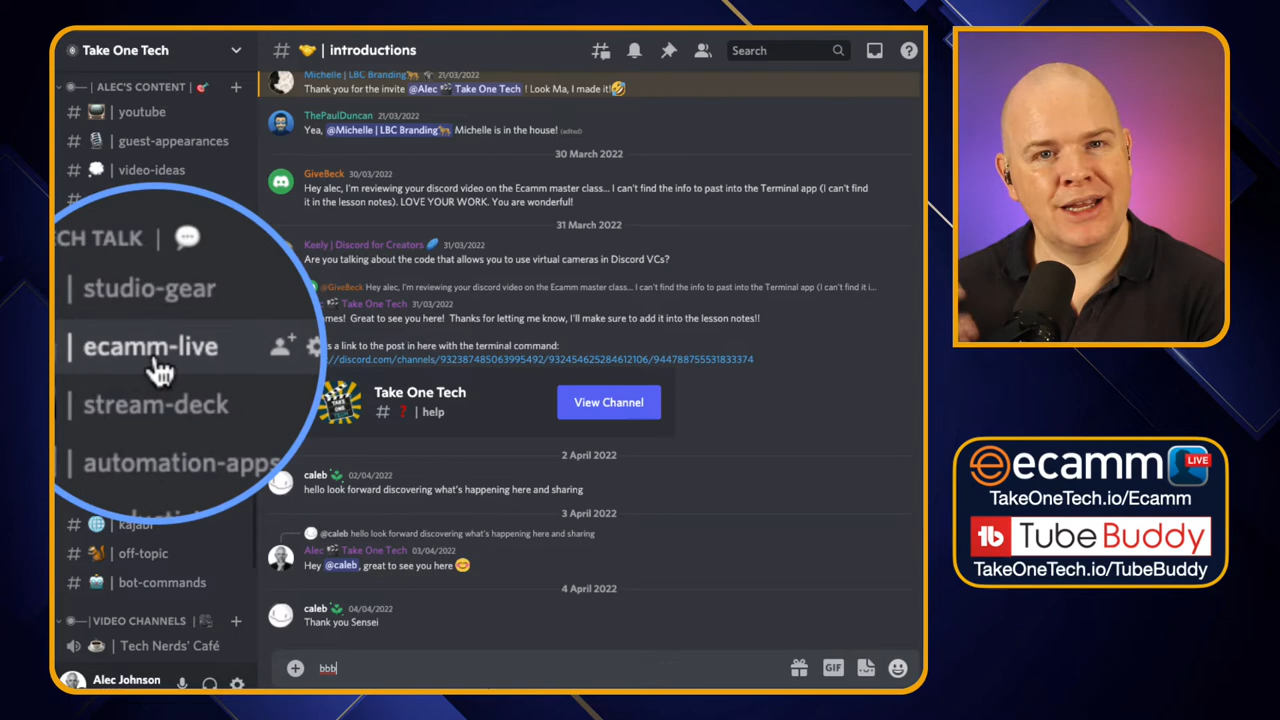 Take One Tech
ALEC'S CONTENT |
# | youtube
# | guest-appearances
# | video-ideas
CH TALK |
| studio-gear
| ecamm-live
| stream-deck
| automation-apps
# | kajabi
# | off-topic
# | bot-commands
| VIDEO CHANNELS |
| Tech Nerds' Café
Alec Johnson
# | introductions
Search
Michelle | LBC Branding 21/03/2022
Thank you for the invite @Alec Take One Tech ! Look Ma, I made it!
ThePaulDuncan 21/03/2022
Yea, @Michelle | LBC Branding Michelle is in the house! (edited)
30 March 2022
GiveBeck 30/03/2022
Hey alec, I'm reviewing your discord video on the Ecamm master class... I can't find the info to past into the Terminal app (I can't find
it in the lesson notes). LOVE YOUR WORK. You are wonderful!
31 March 2022
Keely | Discord for Creators 31/03/2022
Are you talking about the code that allows you to use virtual cameras in Discord VCs?
@GiveBeck Hey alec, I'm reviewing your discord video on the Ecamm master class... I can't find the info to past into the Terminal app (I can't find it i...
Take One Tech 31/03/2022
ames! Great to see you here! Thanks for letting me know, I'll make sure to add it into the lesson notes!!
s a link to the post in here with the terminal command:
://discord.com/channels/932387485063995492/932454625284612106/944788755531833374
TAKE ONE TECH
Take One Tech
# | help
View Channel
2 April 2022
caleb 02/04/2022
hello look forward discovering what's happening here and sharing
3 April 2022
@caleb hello look forward discovering what's happening here and sharing
Alec Take One Tech 03/04/2022
Hey @caleb, great to see you here
4 April 2022
caleb 04/04/2022
Thank you Sensei
bbb
GIF
ecamm LIVE
TakeOneTech.io/Ecamm
TubeBuddy
TakeOneTech.io/TubeBuddy